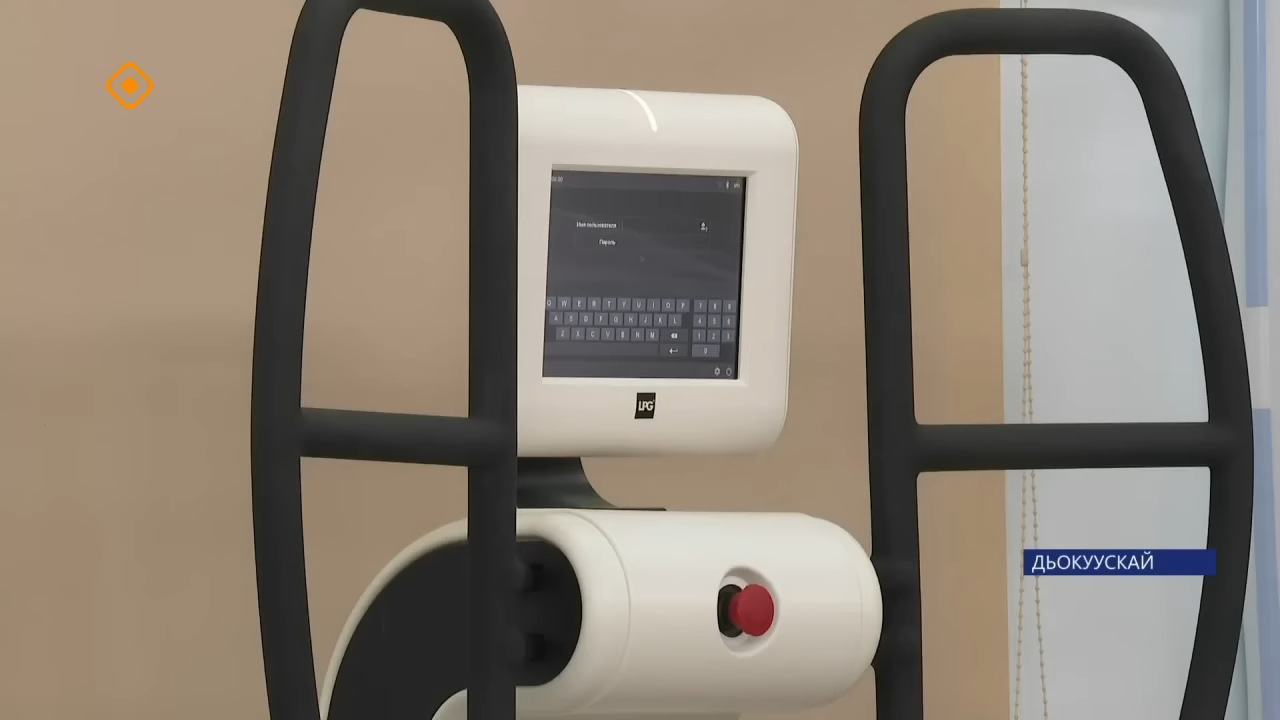 Имя пользователя
Пароль
W E R T Y U I O P
A S D F G H J K L
Z X C V B N M
LPG
ДЬОКУУСКАЙ